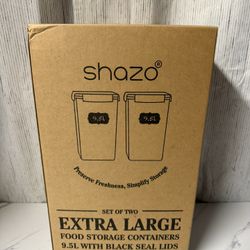 shazo®
9.5L 9.5L
Preserve Freshness, Simplify Storage
SET OF TWO
EXTRA LARGE
FOOD STORAGE CONTAINERS
9.5L WITH BLACK SEAL LIDS